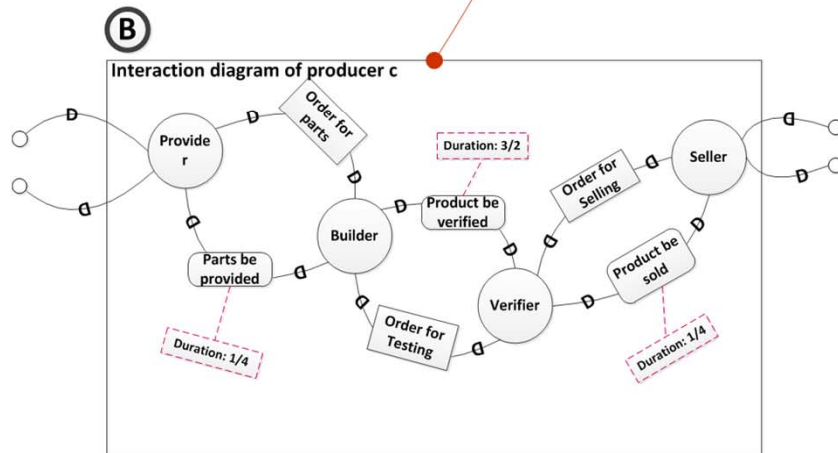 B
Interaction diagram of producer c
D
D
Provide
r
D
Order for
parts
D
D
Parts be
provided
D
Duration: 1/4
Builder
D
Product be
verified
Duration: 3/2
D
D
Order for
Testing
D
Verifier
D
Order for
Selling
D
D
Product be
sold
D
Duration: 1/4
Seller
D
D